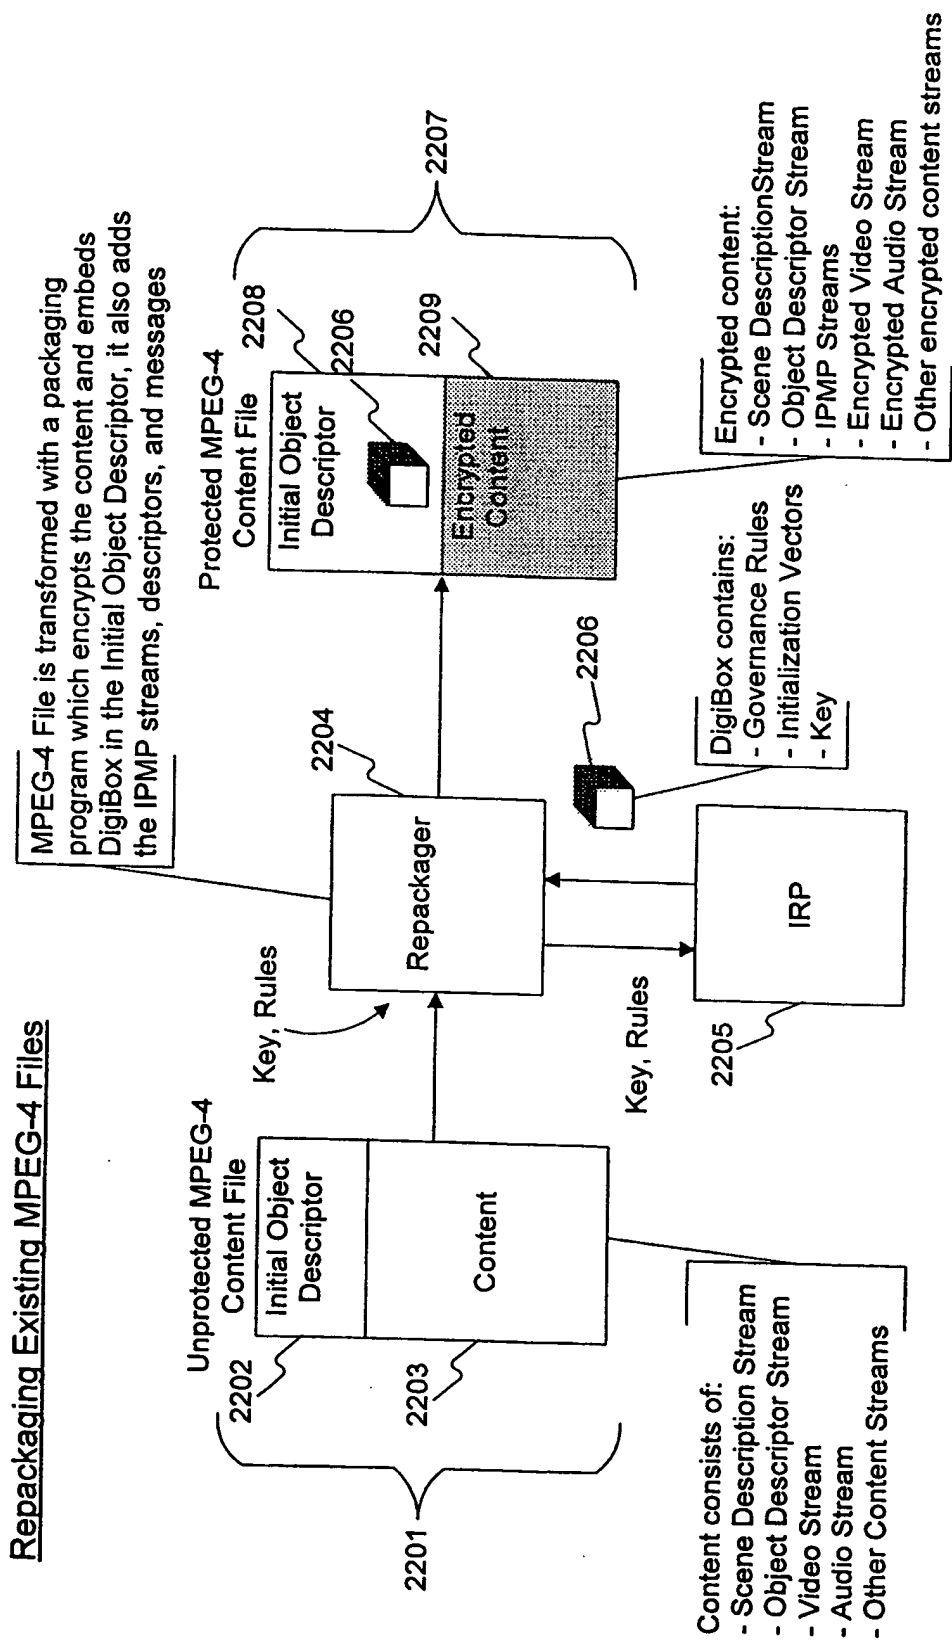 Repackaging Existing MPEG-4 Files
MPEG-4 File is transformed with a packaging
program which encrypts the content and embeds
DigiBox in the Initial Object Descriptor, it also adds
the IPMP streams, descriptors, and messages
Unprotected MPEG-4
Content File
2201
2202
Initial Object
Descriptor
2203
Content
Content consists of:
- Scene Description Stream
- Object Descriptor Stream
- Video Stream
- Audio Stream
- Other Content Streams
Key, Rules
2204
Repackager
Key, Rules
2205
IRP
2206
DigiBox contains:
- Governance Rules
- Initialization Vectors
- Key
Protected MPEG-4
Content File
2208
2206
2209
2207
Initial Object
Descriptor
Encrypted
Content
Encrypted content:
- Scene DescriptionStream
- Object Descriptor Stream
- IPMP Streams
- Encrypted Video Stream
- Encrypted Audio Stream
- Other encrypted content streams